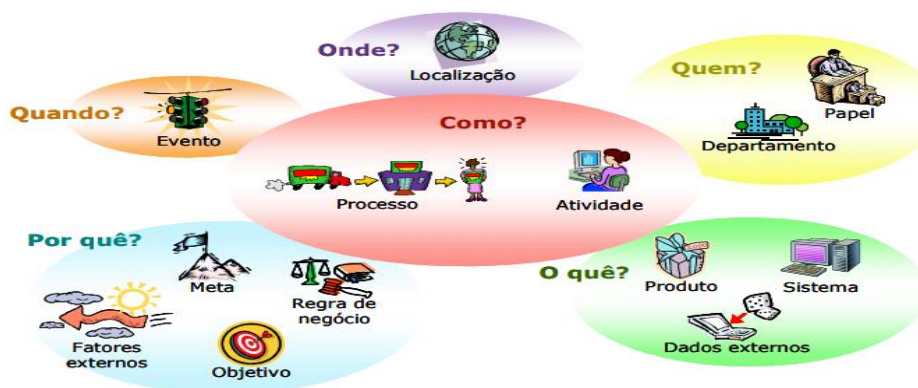 Onde?
Localização
Quem?
Papel
Departamento
Quando?
Evento
Como?
Processo
Atividade
Por quê?
Meta
Regra de
negócio
Fatores
externos
Objetivo
O quê?
Produto
Sistema
Dados externos